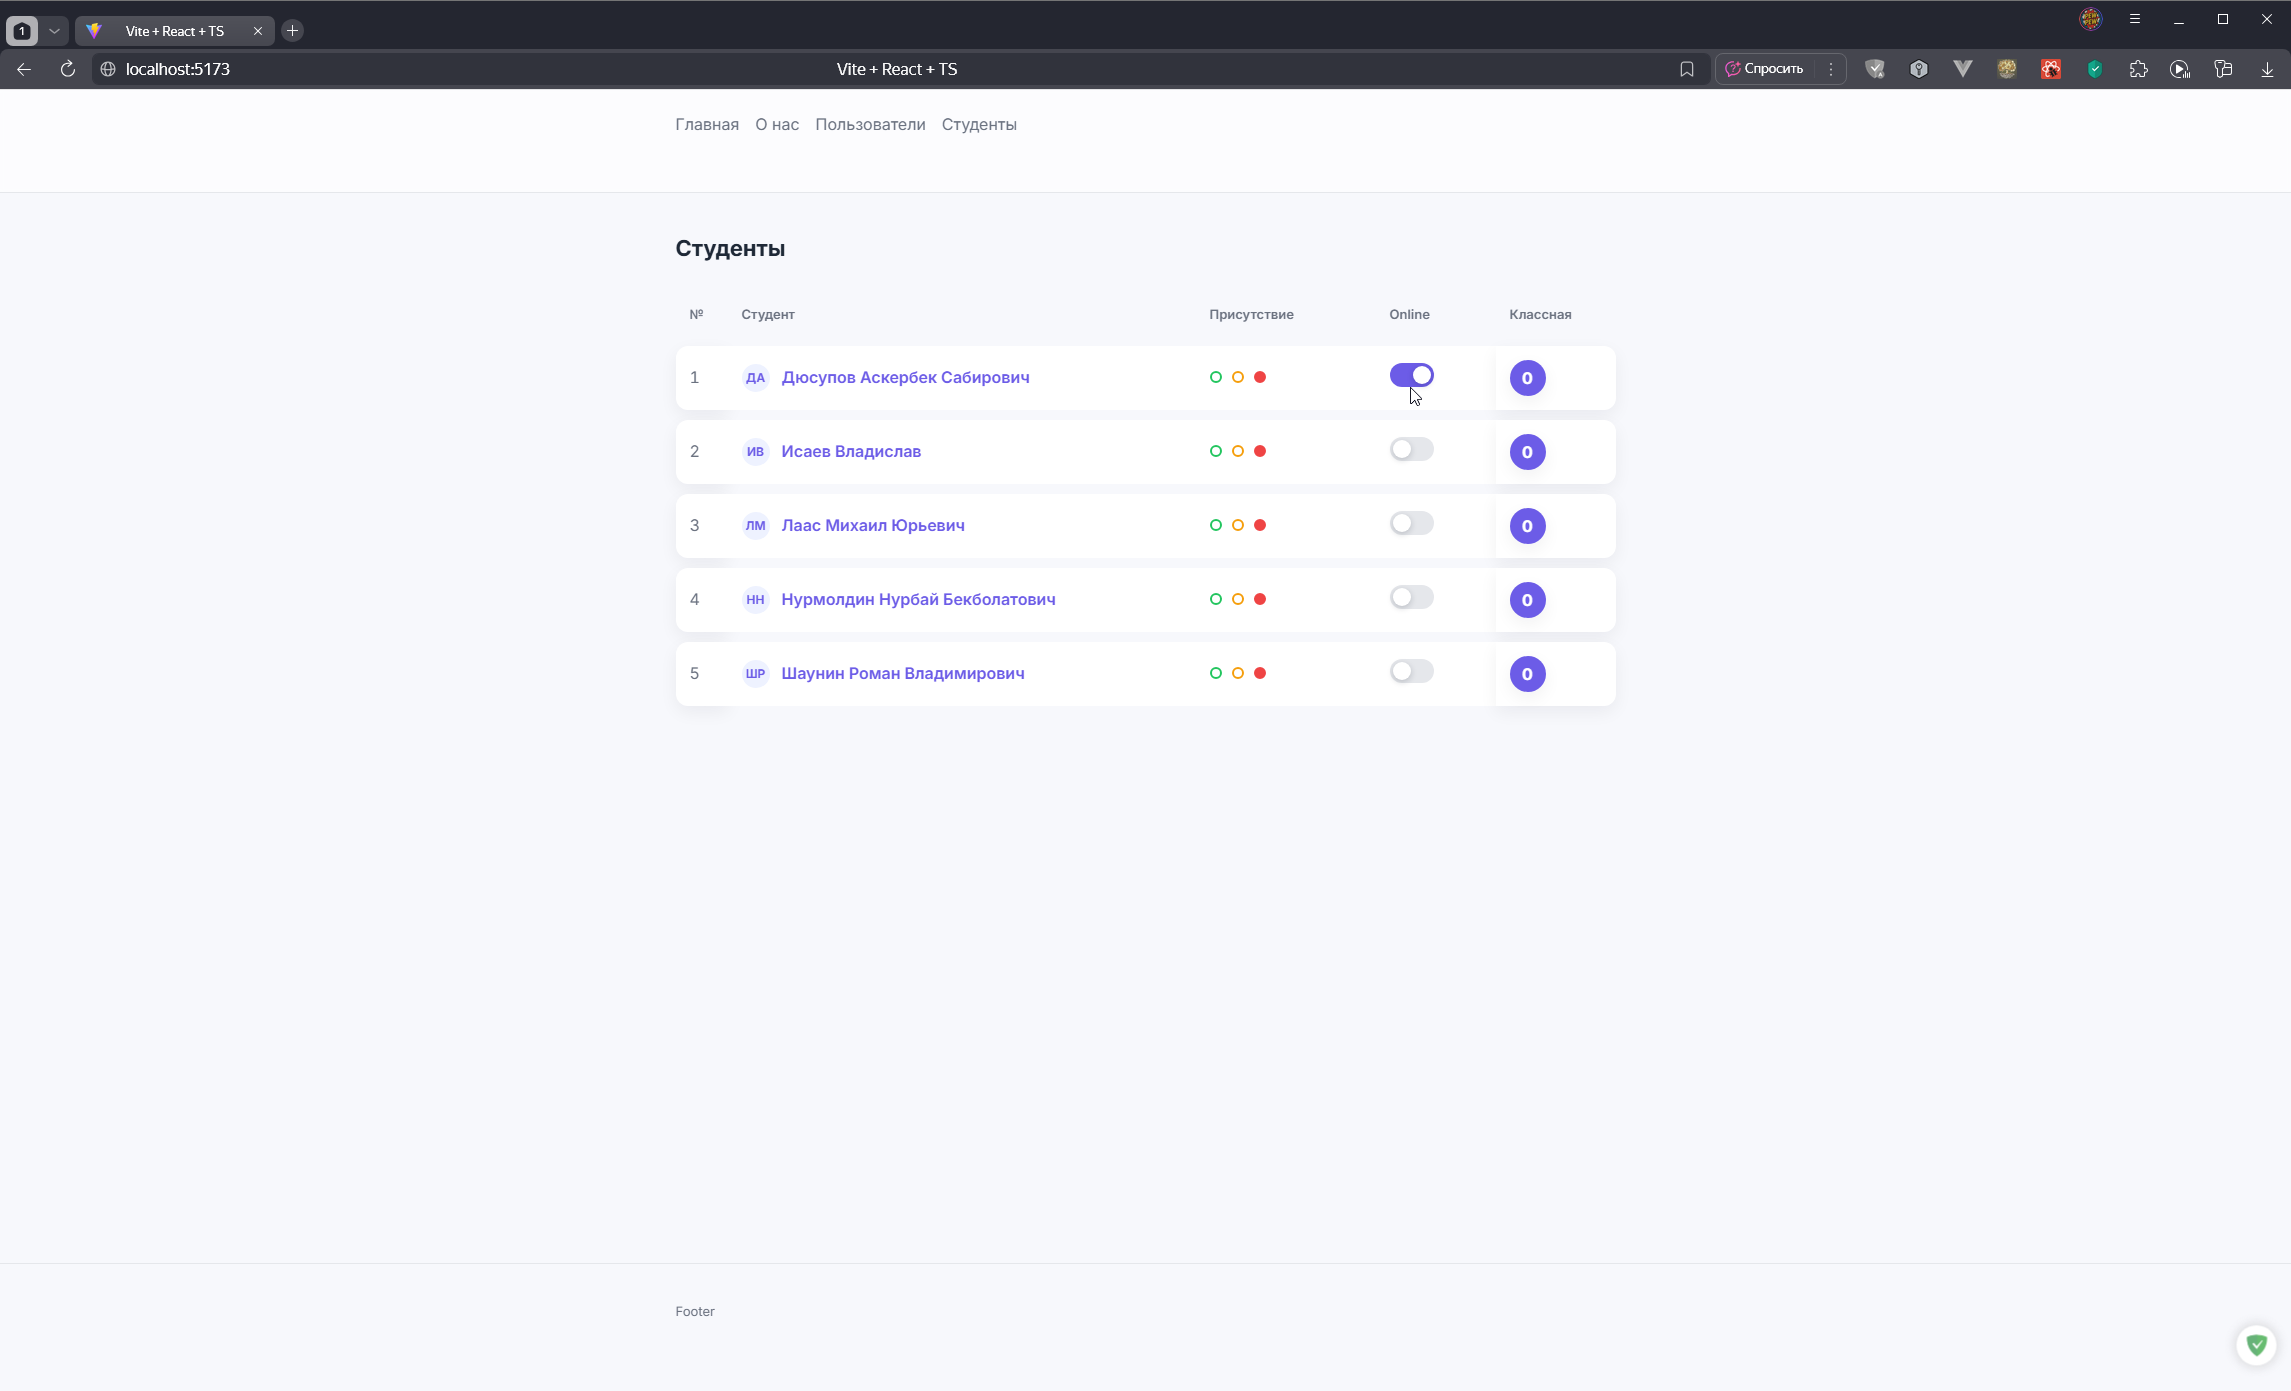 1
Vite + React + TS
localhost:5173
Vite + React + TS
Спросить
Главная О нас Пользователи Студенты
Студенты
№ Студент Присутствие Online Классная
1 ДА Дюсупов Аскербек Сабирович 0
2 ИВ Исаев Владислав 0
3 ЛМ Лаас Михаил Юрьевич 0
4 НН Нурмолдин Нурбай Бекболатович 0
5 ШР Шаунин Роман Владимирович 0
Footer